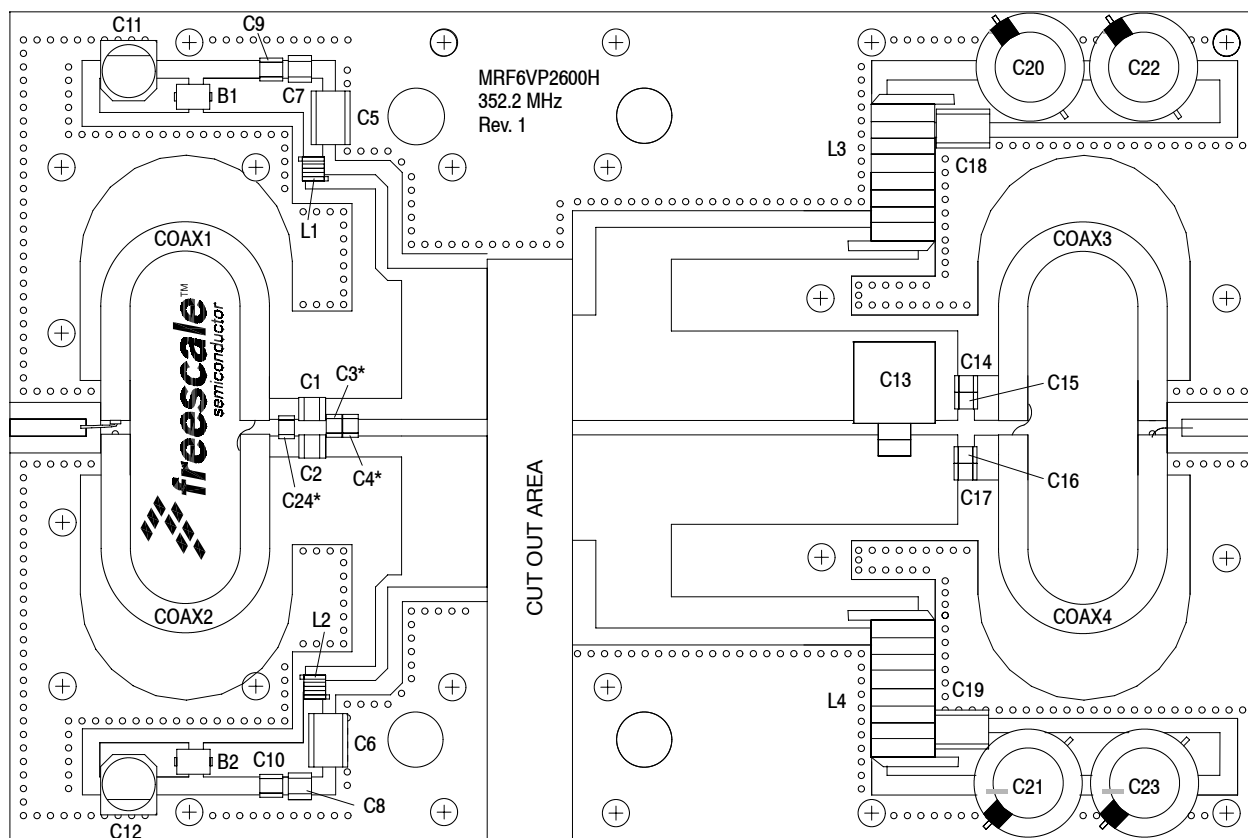 C11
C9
B1
C7
C5
L1
MRF6VP2600H
352.2 MHz
Rev. 1
C20
C22
L3
C18
COAX1
COAX3
freescale™
semiconductor
C1
C3*
C2
C4*
C24*
C13
C14
C15
C16
C17
CUT OUT AREA
COAX2
COAX4
L2
L4
C19
B2
C10
C6
C8
C12
C21
C23